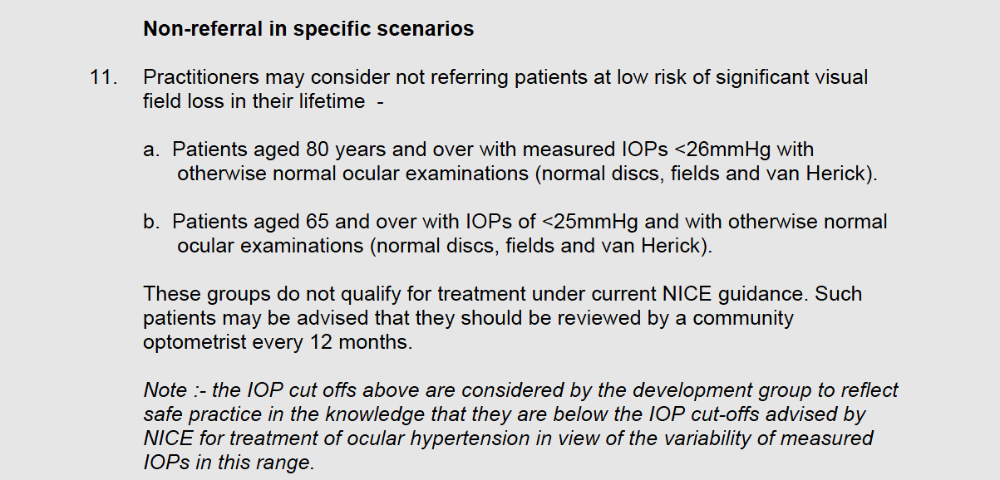 Non-referral in specific scenarios
11. Practitioners may consider not referring patients at low risk of significant visual
field loss in their lifetime -
a. Patients aged 80 years and over with measured IOPs <26mmHg with
otherwise normal ocular examinations (normal discs, fields and van Herick).
b. Patients aged 65 and over with IOPs of <25mmHg and with otherwise normal
ocular examinations (normal discs, fields and van Herick).
These groups do not qualify for treatment under current NICE guidance. Such
patients may be advised that they should be reviewed by a community
optometrist every 12 months.
Note :- the IOP cut offs above are considered by the development group to reflect
safe practice in the knowledge that they are below the IOP cut-offs advised by
NICE for treatment of ocular hypertension in view of the variability of measured
IOPs in this range.